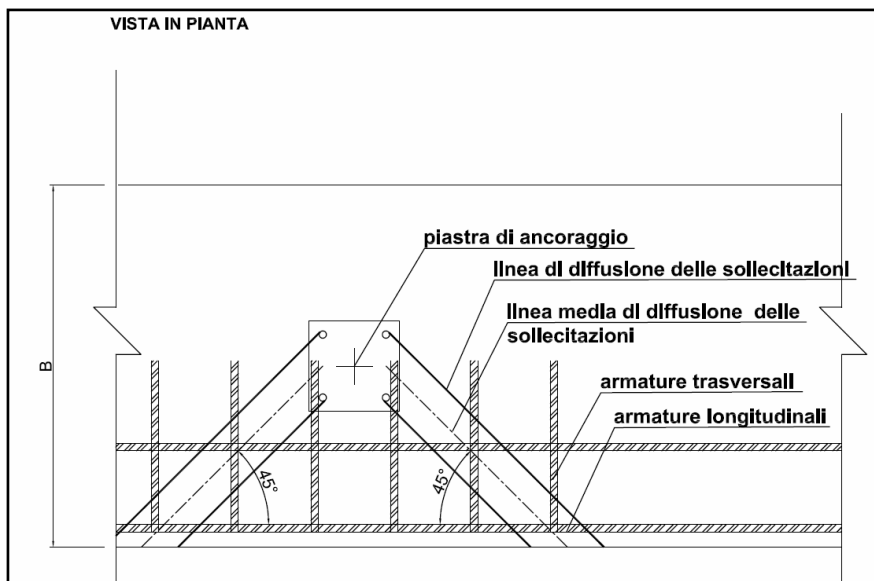 VISTA IN PIANTA
piastra di ancoraggio
linea di diffusione delle sollecitazioni
linea media di diffusione delle
sollecitazioni
B
armature trasversali
armature longitudinali
45°
45°